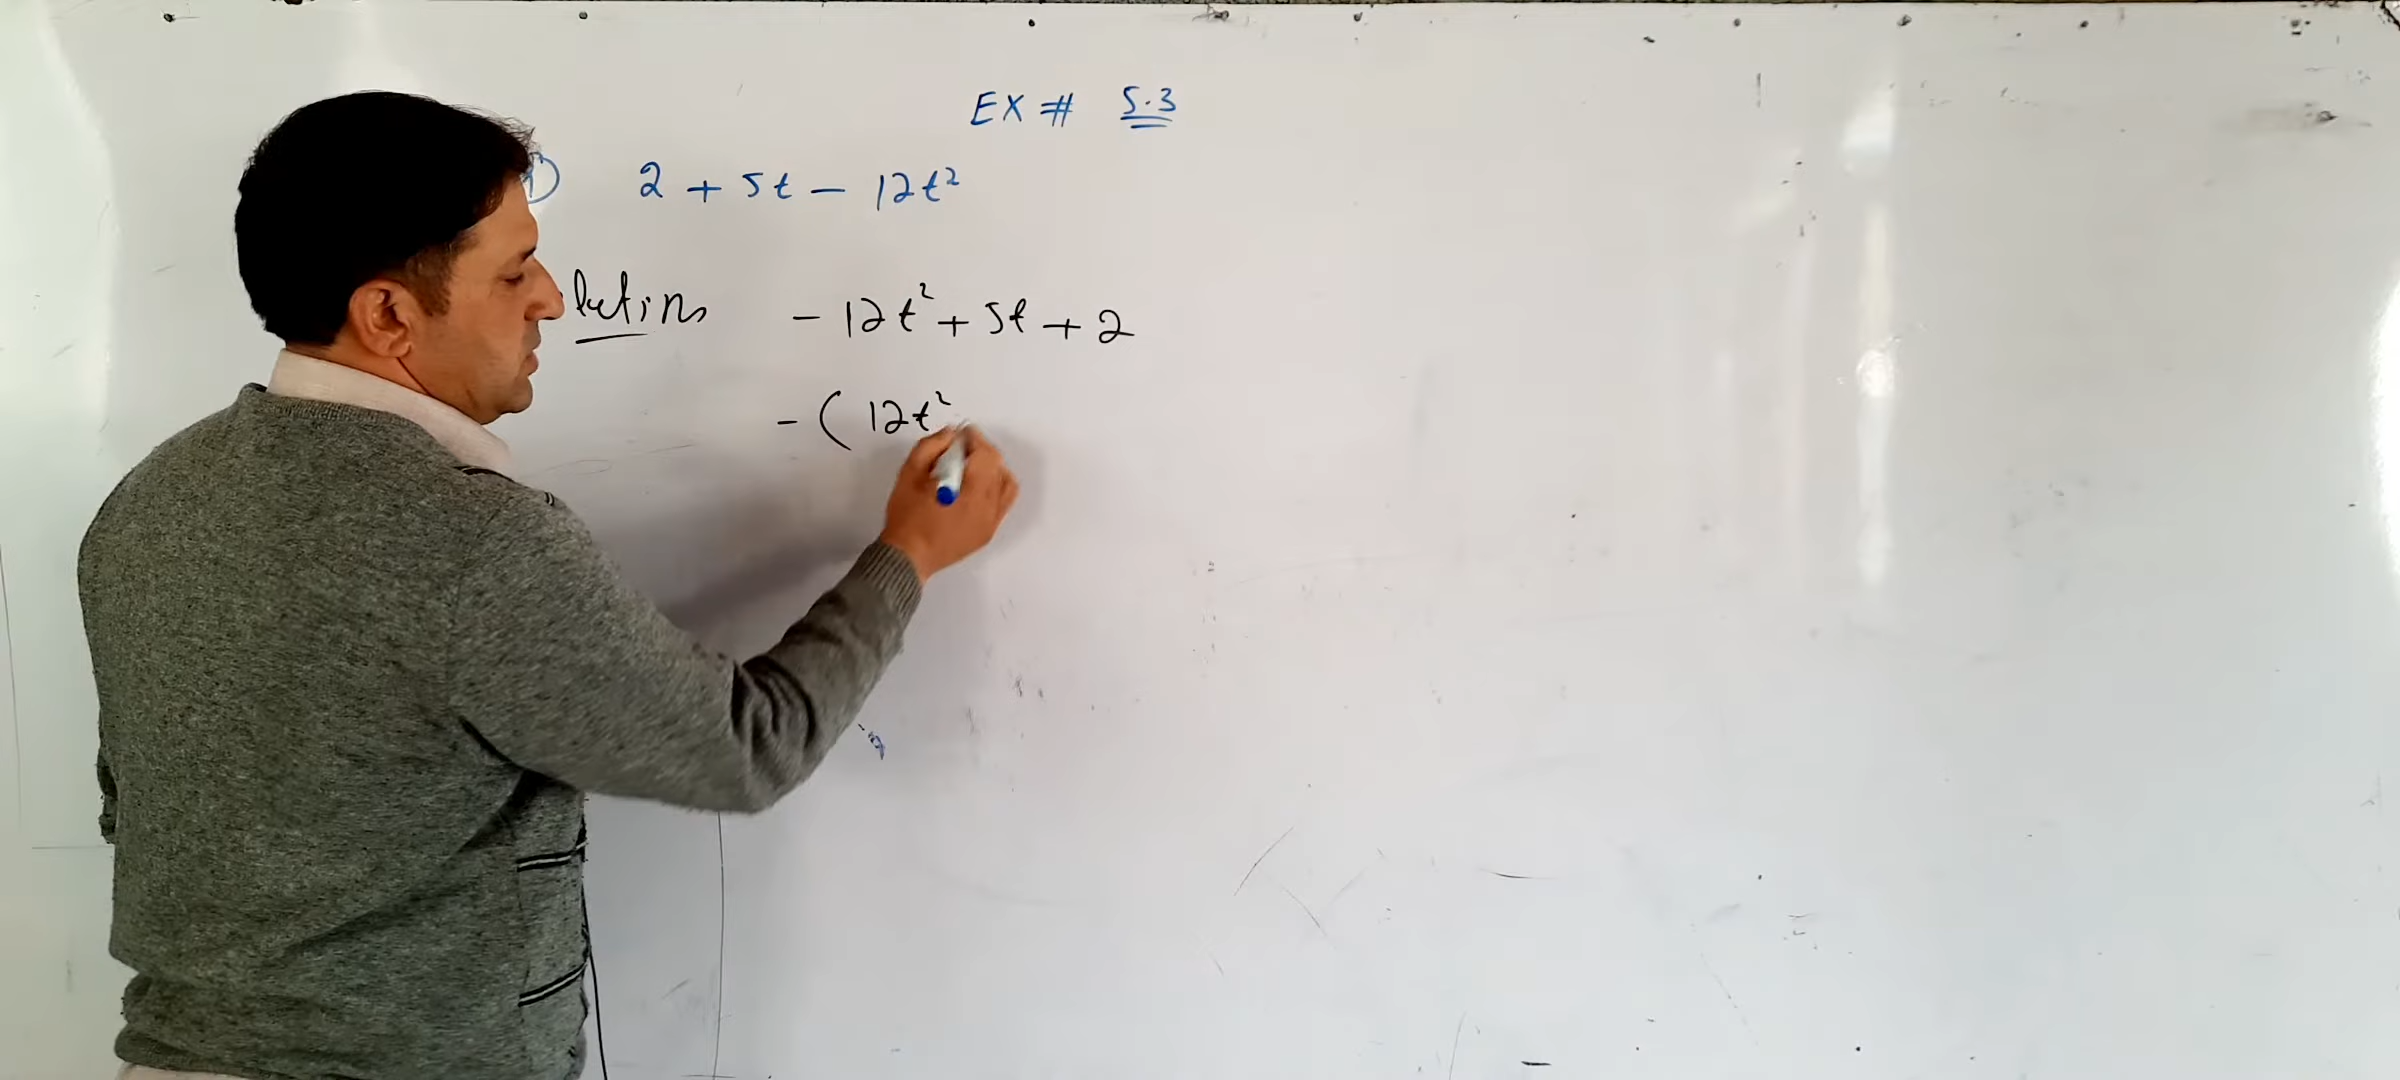 EX # 5.3
2 + 5t - 12t²
- 12t² + 5t + 2
- ( 12t²